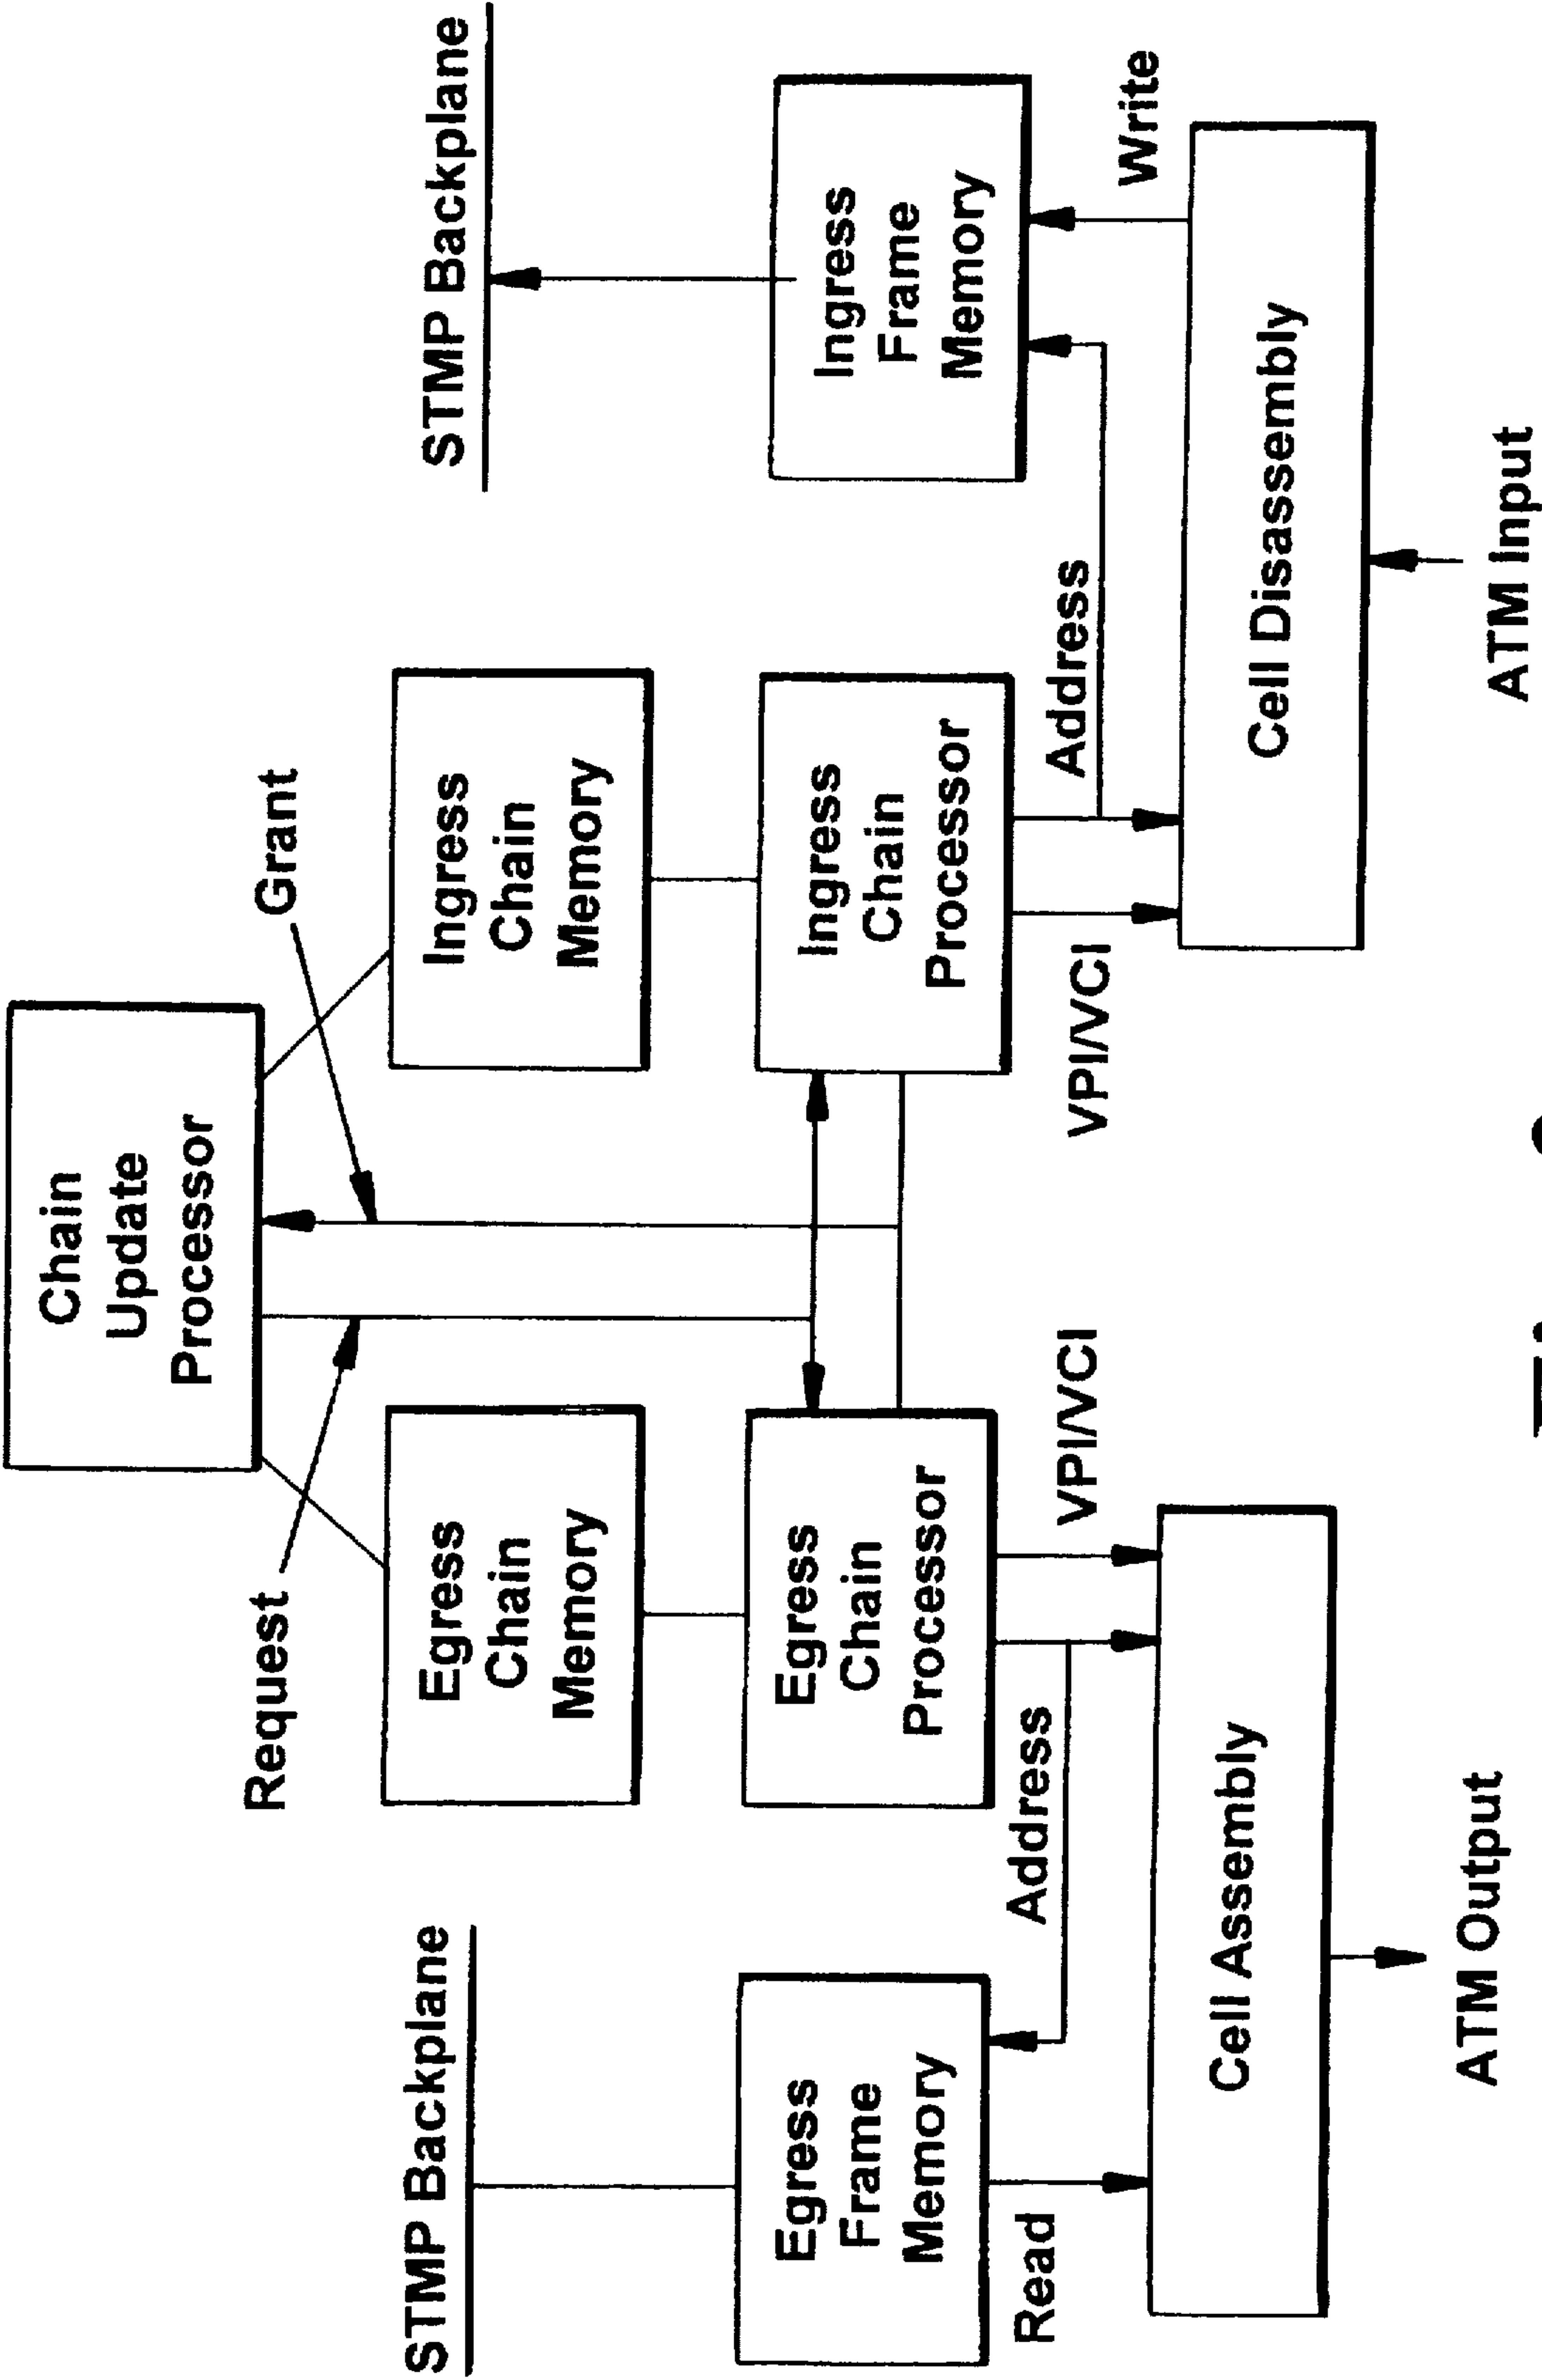 Chain
Update
Processor
Request
Grant
STMP Backplane
Egress
Chain
Memory
Ingress
Chain
Memory
STMP Backplane
Egress
Frame
Memory
Egress
Chain
Processor
Ingress
Chain
Processor
Ingress
Frame
Memory
Read
Address
VPI/VCI
VPI/VCI
Address
Write
Cell Assembly
Cell Disassembly
ATM Output
ATM Input